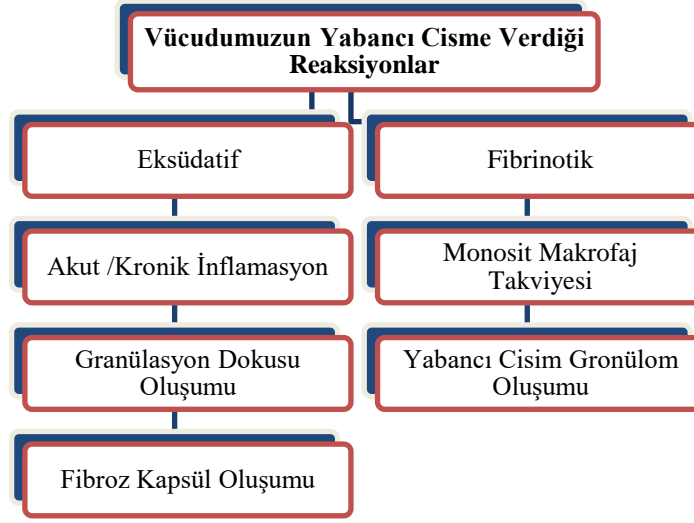 Vücudumuzun Yabancı Cisme Verdiği
Reaksiyonlar
Eksüdatif
Akut /Kronik İnflamasyon
Granülasyon Dokusu
Oluşumu
Fibroz Kapsül Oluşumu
Fibrinotik
Monosit Makrofaj
Takviyesi
Yabancı Cisim Gronülom
Oluşumu